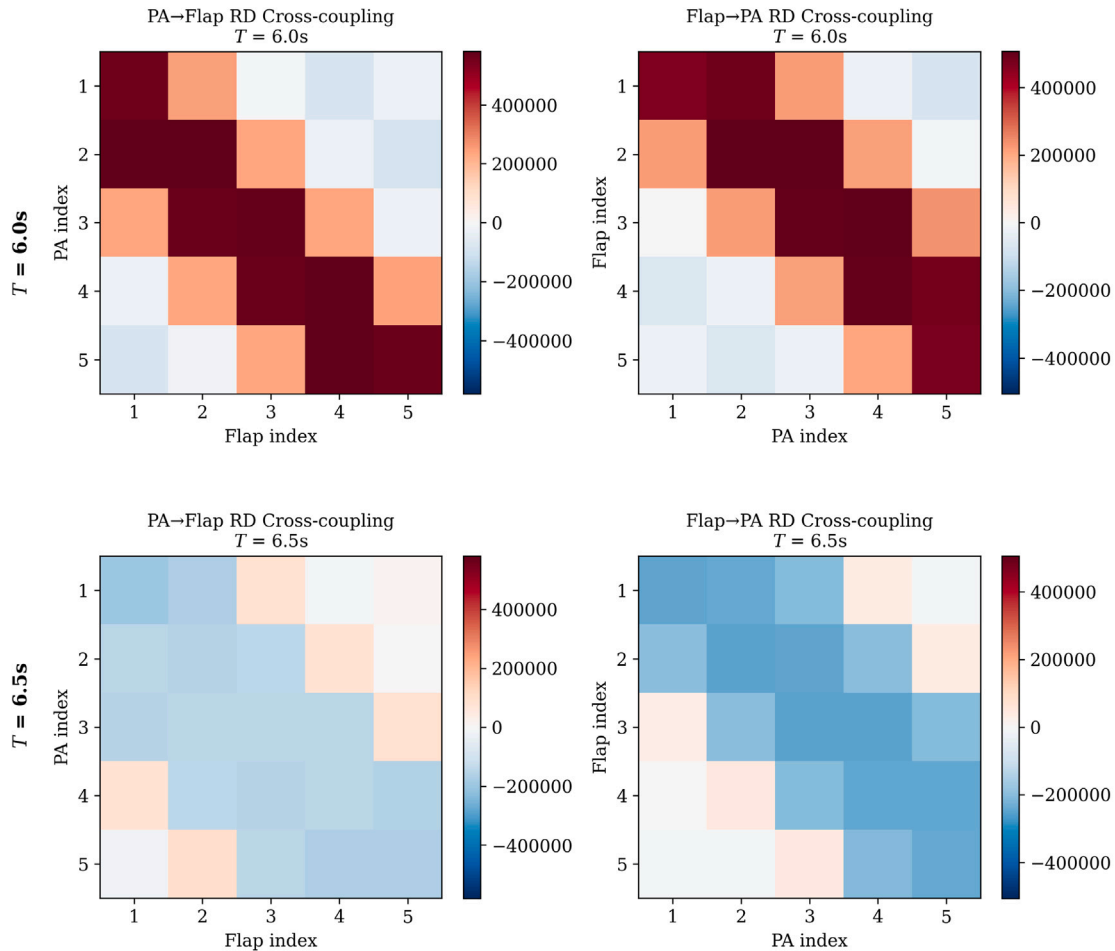 PA→Flap RD Cross-coupling
T = 6.0s
1
2
3
4
5
PA index
T = 6.0s
1 2 3 4 5
Flap index
400000
200000
0
−200000
−400000
Flap→PA RD Cross-coupling
T = 6.0s
1
2
3
4
5
Flap index
1 2 3 4 5
PA index
400000
200000
0
−200000
−400000
PA→Flap RD Cross-coupling
T = 6.5s
1
2
3
4
5
PA index
T = 6.5s
1 2 3 4 5
Flap index
400000
200000
0
−200000
−400000
Flap→PA RD Cross-coupling
T = 6.5s
1
2
3
4
5
Flap index
1 2 3 4 5
PA index
400000
200000
0
−200000
−400000